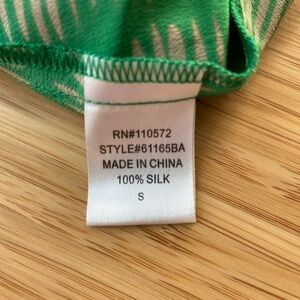 RN#110572
STYLE#61165BA
MADE IN CHINA
100% SILK
S